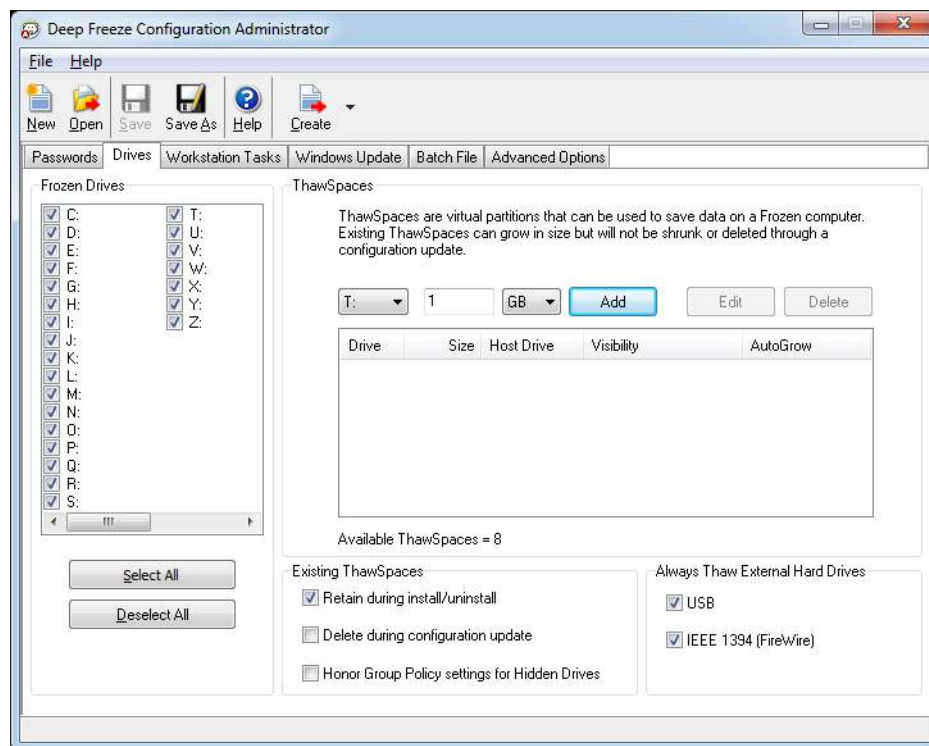 Deep Freeze Configuration Administrator
File Help
New Open Save Save As Help Create
Passwords Drives Workstation Tasks Windows Update Batch File Advanced Options
Frozen Drives
C: T:
D: U:
E: V:
F: W:
G: X:
H: Y:
I: Z:
J:
K:
L:
M:
N:
O:
P:
Q:
R:
S:
Select All
Deselect All
ThawSpaces
ThawSpaces are virtual partitions that can be used to save data on a Frozen computer.
Existing ThawSpaces can grow in size but will not be shrunk or deleted through a
configuration update.
T: 1 GB Add Edit Delete
Drive Size Host Drive Visibility AutoGrow
Available ThawSpaces = 8
Existing ThawSpaces
Retain during install/uninstall
Delete during configuration update
Honor Group Policy settings for Hidden Drives
Always Thaw External Hard Drives
USB
IEEE 1394 (FireWire)